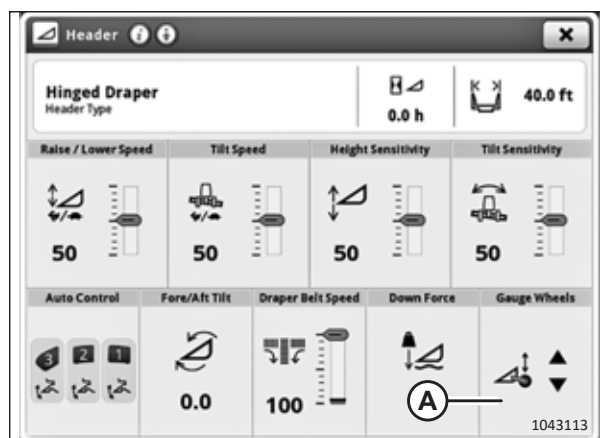 Header
Hinged Draper
Header Type
0.0 h
40.0 ft
Raise / Lower Speed
Tilt Speed
Height Sensitivity
Tilt Sensitivity
50
50
50
50
Auto Control
Fore/Aft Tilt
Draper Belt Speed
Down Force
Gauge Wheels
3 2 1
0.0
100
A
1043113